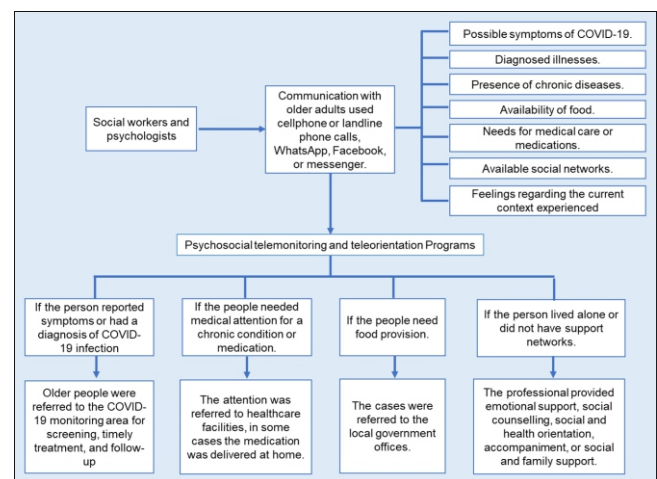 Possible symptoms of COVID-19.
Diagnosed illnesses.
Presence of chronic diseases.
Availability of food.
Needs for medical care or
medications.
Available social networks.
Feelings regarding the current
context experienced
Social workers and
psychologists
Communication with
older adults used
cellphone or landline
phone calls,
WhatsApp, Facebook,
or messenger.
Psychosocial telemonitoring and teleorientation Programs
If the person reported
symptoms or had a
diagnosis of COVID-
19 infection
If the people needed
medical attention for a
chronic condition or
medication.
If the people need
food provision.
If the person lived alone or
did not have support
networks.
Older people were
referred to the COVID-
19 monitoring area for
screening, timely
treatment, and follow-
up
The attention was
referred to healthcare
facilities, in some
cases the medication
was delivered at home.
The cases were
referred to the
local government
offices.
The professional provided
emotional support, social
counselling, social and
health orientation,
accompaniment, or social
and family support.